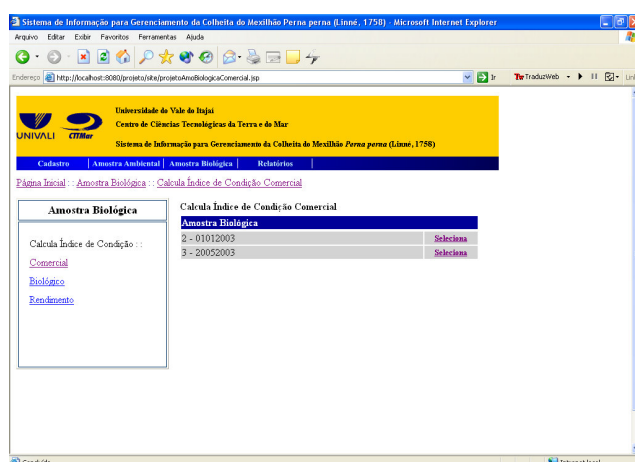 Sistema de Informação para Gerenciamento da Colheita do Mexilhão Perna perna (Linné, 1758) - Microsoft Internet Explorer
Arquivo Editar Exibir Favoritos Ferramentas Ajuda
Endereço http://localhost:8080/projeto/site/projetoAmoBiologicaComercial.jsp Ir TraduzWeb
UNIVALI CTTMar
Universidade do Vale do Itajaí
Centro de Ciências Tecnológicas da Terra e do Mar
Sistema de Informação para Gerenciamento da Colheita do Mexilhão Perna perna (Linné, 1758)
Cadastro | Amostra Ambiental | Amostra Biológica | Relatórios |
Página Inicial : : Amostra Biológica : : Calcula Índice de Condição Comercial
Amostra Biológica
Calcula Índice de Condição : :
Comercial
Biológico
Rendimento
Calcula Índice de Condição Comercial
Amostra Biológica
2 - 01012003 Seleciona
3 - 20052003 Seleciona